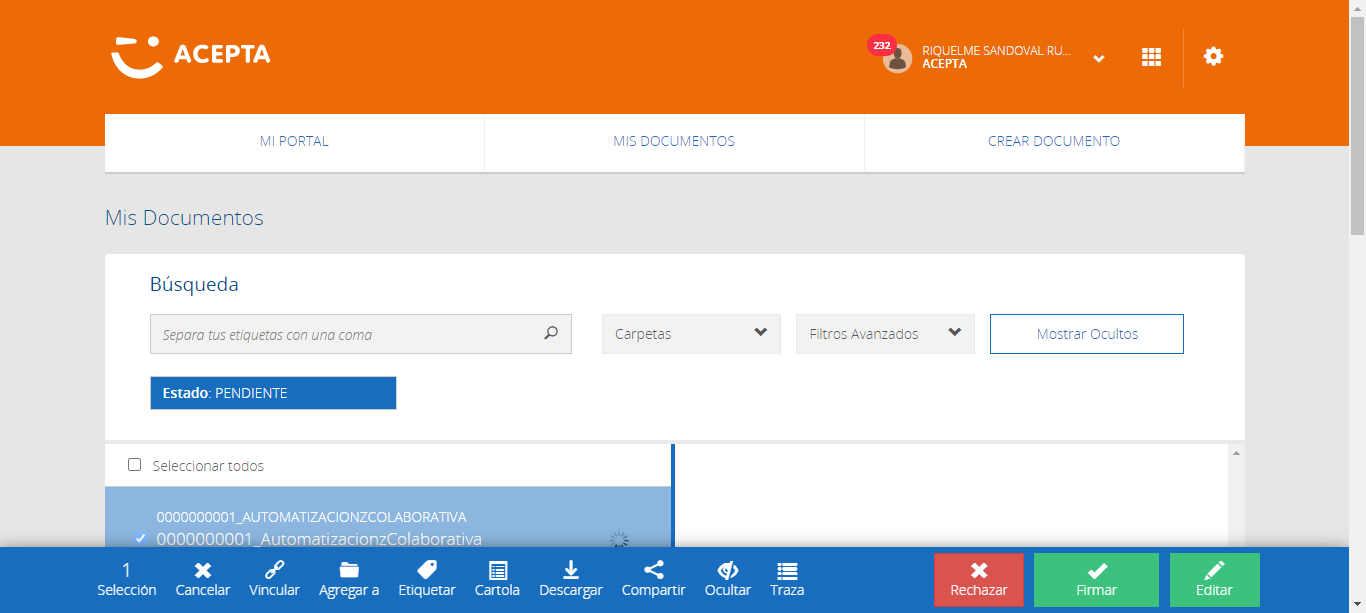 ACEPTA
232
RIQUELME SANDOVAL RU...
ACEPTA
MI PORTAL
MIS DOCUMENTOS
CREAR DOCUMENTO
Mis Documentos
Búsqueda
Separa tus etiquetas con una coma
Carpetas
Filtros Avanzados
Mostrar Ocultos
Estado: PENDIENTE
Seleccionar todos
0000000001_AUTOMATIZACIONZCOLABORATIVA
0000000001_AutomatizacionzColaborativa
1
Selección
Cancelar
Vincular
Agregar a
Etiquetar
Cartola
Descargar
Compartir
Ocultar
Traza
Rechazar
Firmar
Editar